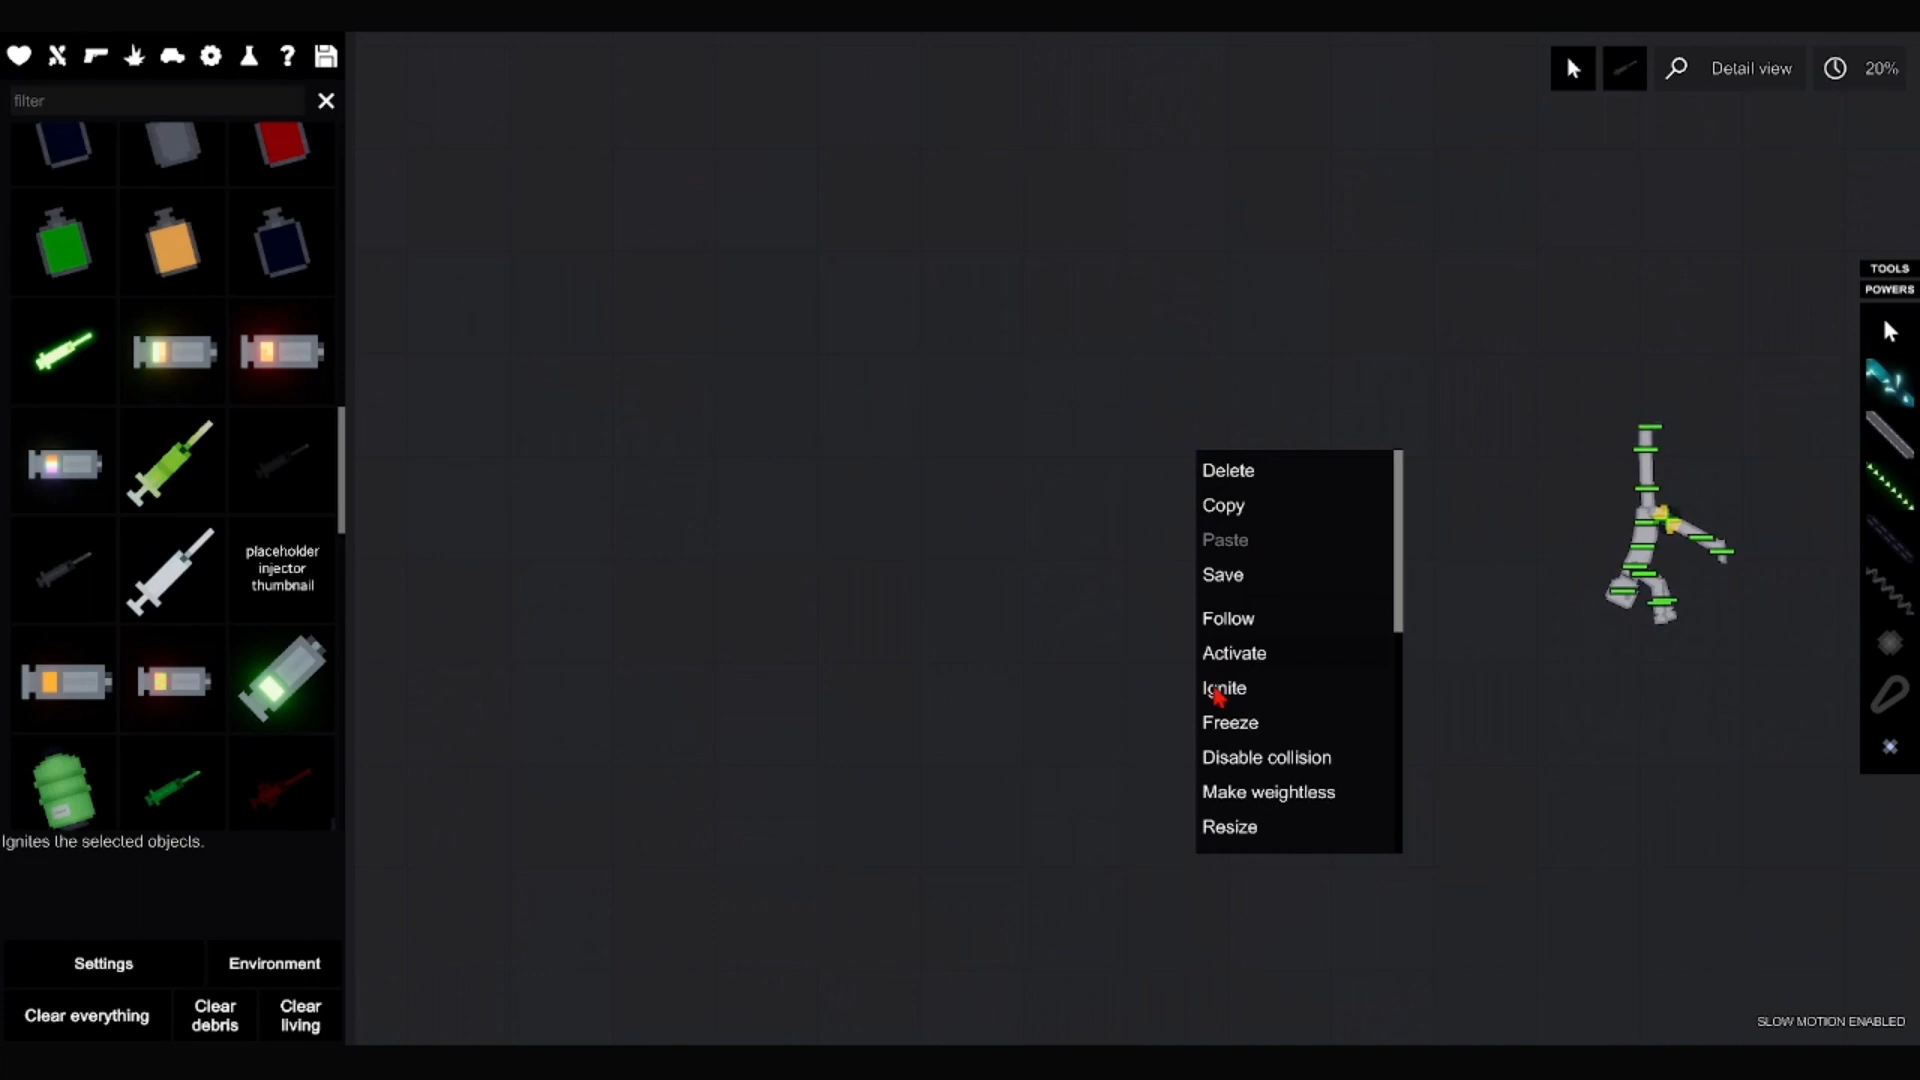 filter
Detail view
20%
TOOLS
POWERS
Delete
Copy
Paste
Save
Follow
Activate
Ignite
Freeze
Disable collision
Make weightless
Resize
placeholder
injector
thumbnail
Ignites the selected objects.
Settings
Environment
Clear everything
Clear
debris
Clear
living
SLOW MOTION ENABLED